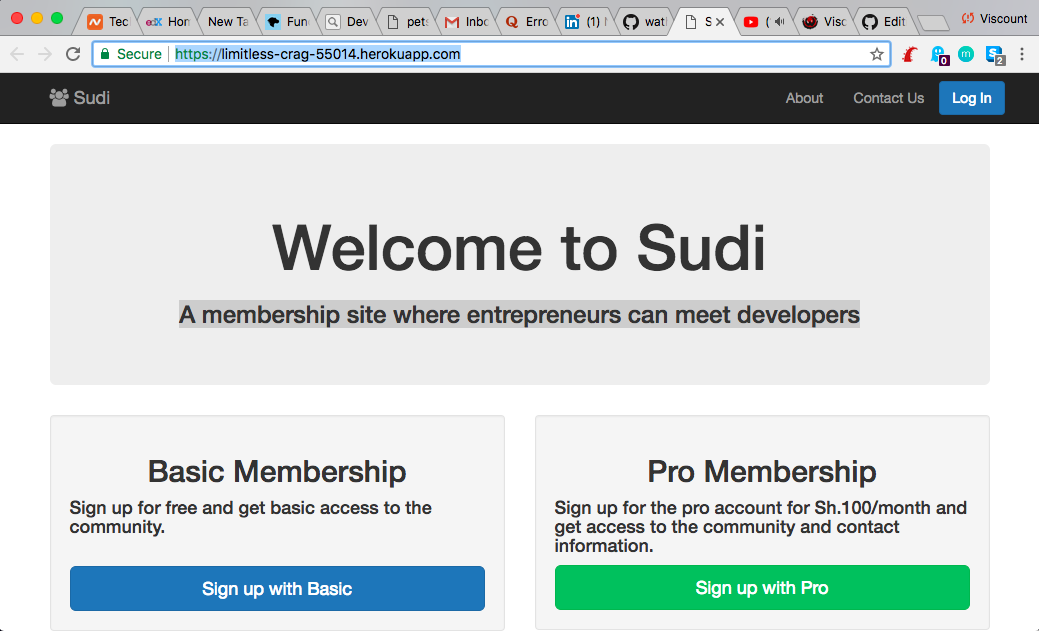 Tec
Hon
New Ta
Fun
Dev
pets
Inbo
Erro
(1)
wat
S
(
Visc
Edit
Viscount
Secure
https://limitless-crag-55014.herokuapp.com
0
m
S
2
Sudi
About
Contact Us
Log In
Welcome to Sudi
A membership site where entrepreneurs can meet developers
Basic Membership
Sign up for free and get basic access to the
community.
Sign up with Basic
Pro Membership
Sign up for the pro account for Sh.100/month and
get access to the community and contact
information.
Sign up with Pro